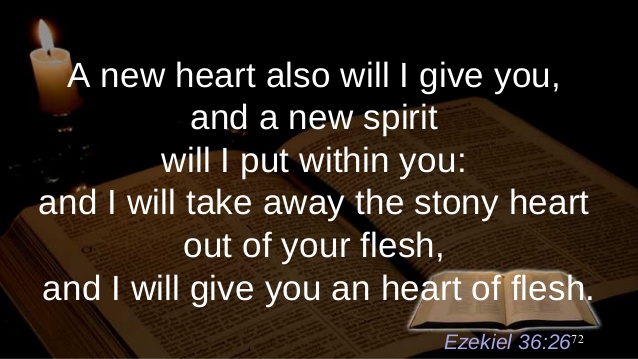 A new heart also will I give you,
and a new spirit
will I put within you:
and I will take away the stony heart
out of your flesh,
and I will give you an heart of flesh.
Ezekiel 36:26
72